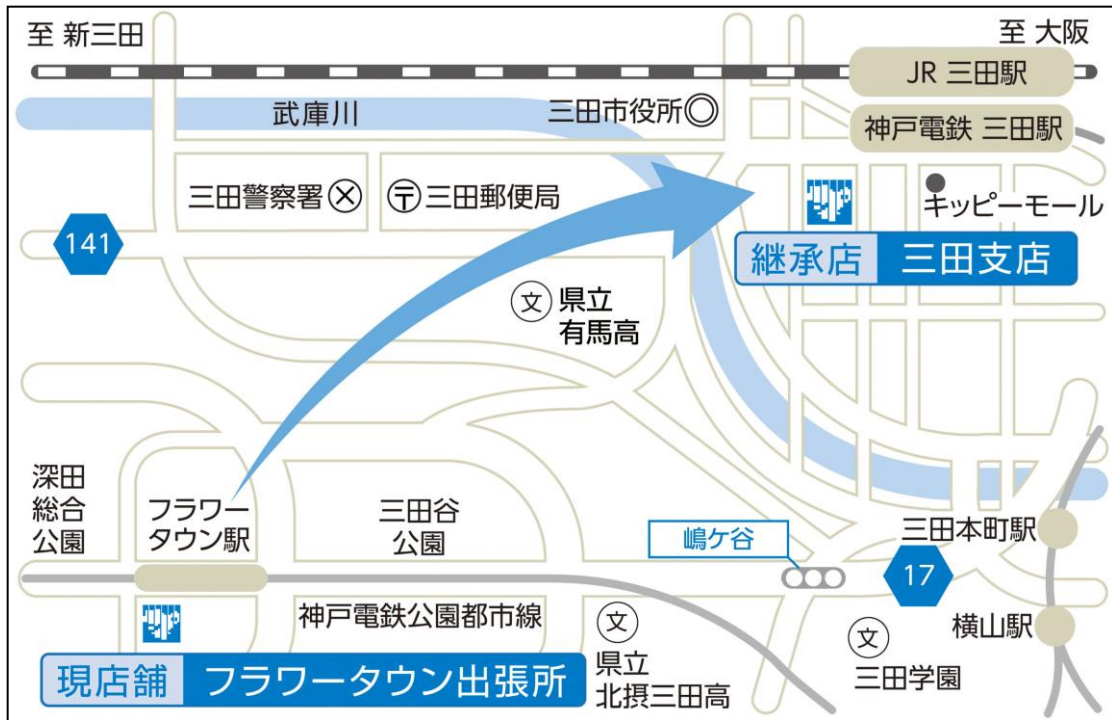 至 新三田
至 大阪
JR 三田駅
武庫川
三田市役所
神戸電鉄 三田駅
三田警察署
〒
三田郵便局
キッピーモール
141
継承店 三田支店
文
県立
有馬高
深田
総合
公園
フラワー
タウン駅
三田谷
公園
嶋ケ谷
三田本町駅
17
神戸電鉄公園都市線
文
県立
北摂三田高
文
三田学園
横山駅
現店舗 フラワータウン出張所